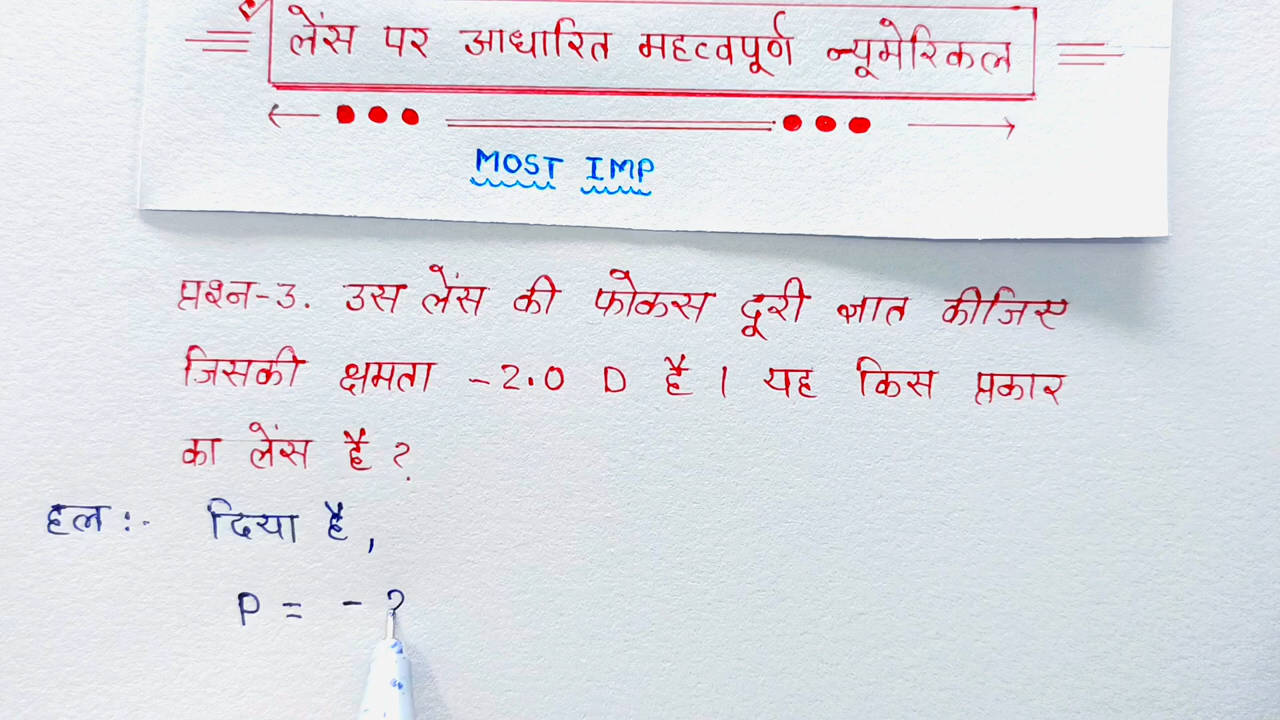 लेंस पर आधारित महत्वपूर्ण न्यूमेरिकल
MOST IMP
प्रश्न-3. उस लेंस की फोकस दूरी ज्ञात कीजिए
जिसकी क्षमता -2.0 D है। यह किस प्रकार
का लेंस है?
हल :- दिया है,
P = - 2